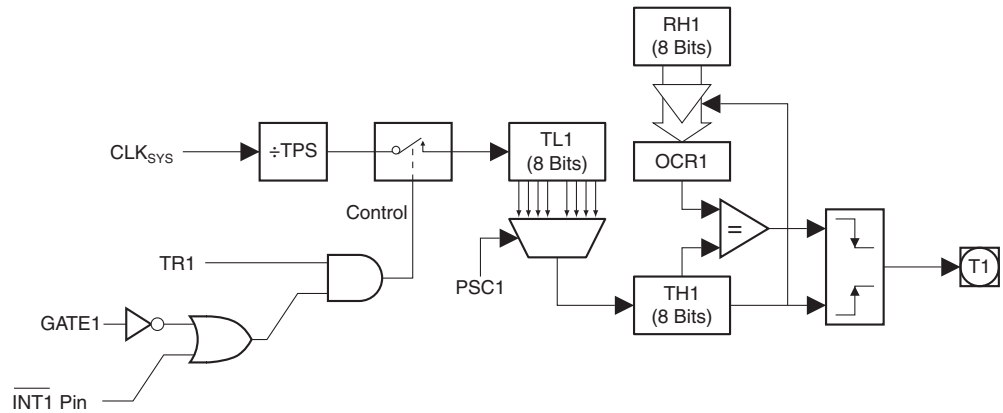 RH1
(8 Bits)
CLKSYS
÷TPS
TL1
(8 Bits)
OCR1
Control
=
T1
TR1
PSC1
TH1
(8 Bits)
GATE1
INT1 Pin